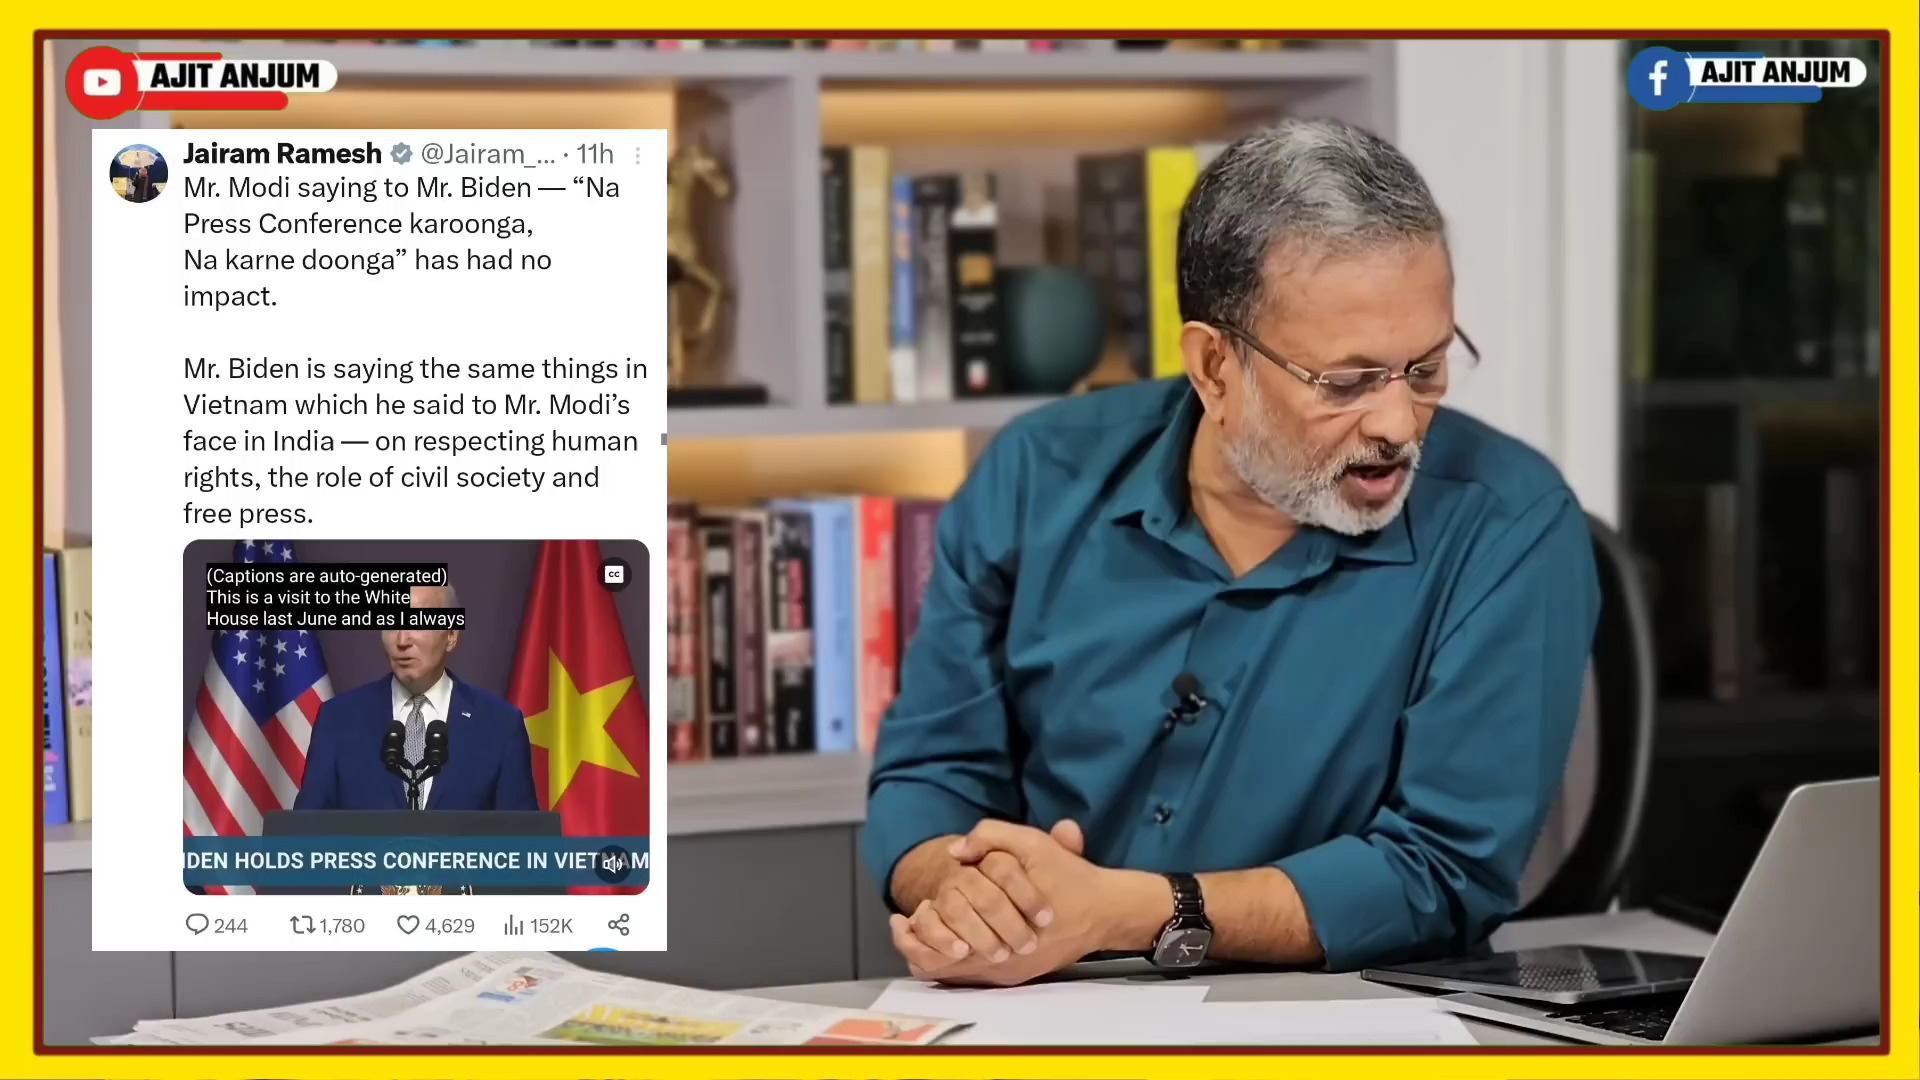 AJIT ANJUM
AJIT ANJUM
Jairam Ramesh @Jairam_... · 11h
Mr. Modi saying to Mr. Biden — “Na
Press Conference karoonga,
Na karne doonga” has had no
impact.
Mr. Biden is saying the same things in
Vietnam which he said to Mr. Modi’s
face in India — on respecting human
rights, the role of civil society and
free press.
(Captions are auto-generated)
cc
This is a visit to the White
House last June and as I always
IDEN HOLDS PRESS CONFERENCE IN VIETNAM
244 1,780 4,629 152K